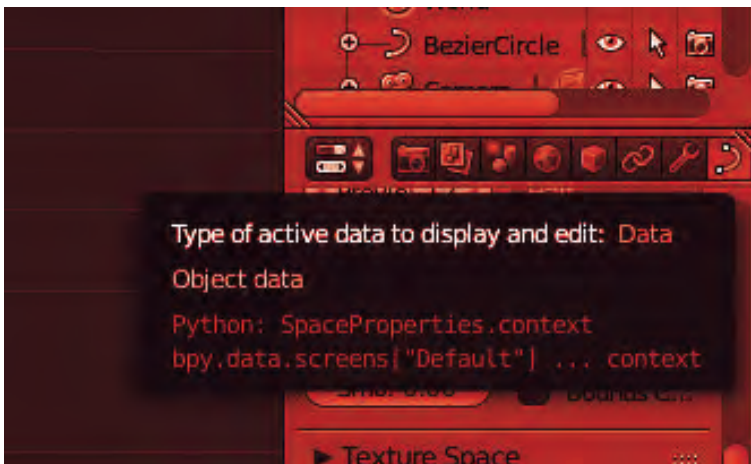 BezierCircle
Type of active data to display and edit: Data
Object data
Python: SpaceProperties.context
bpy.data.screens["Default"] ... context
Texture Space